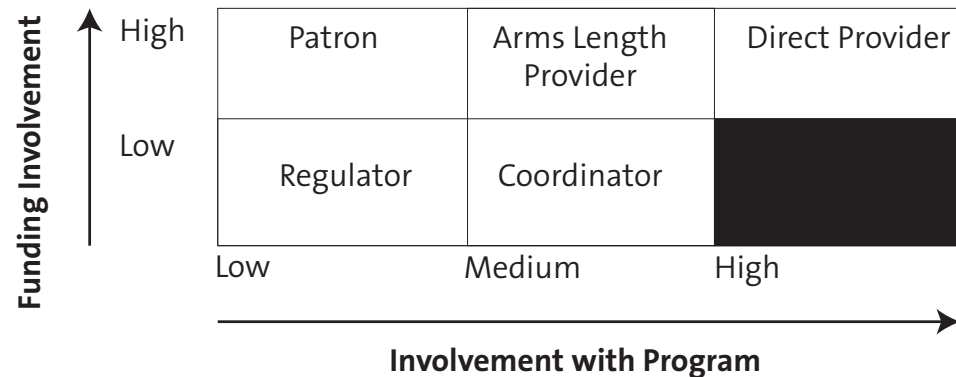 Funding Involvement
High
Patron
Arms Length
Provider
Direct Provider
Low
Regulator
Coordinator
Low
Medium
High
Involvement with Program